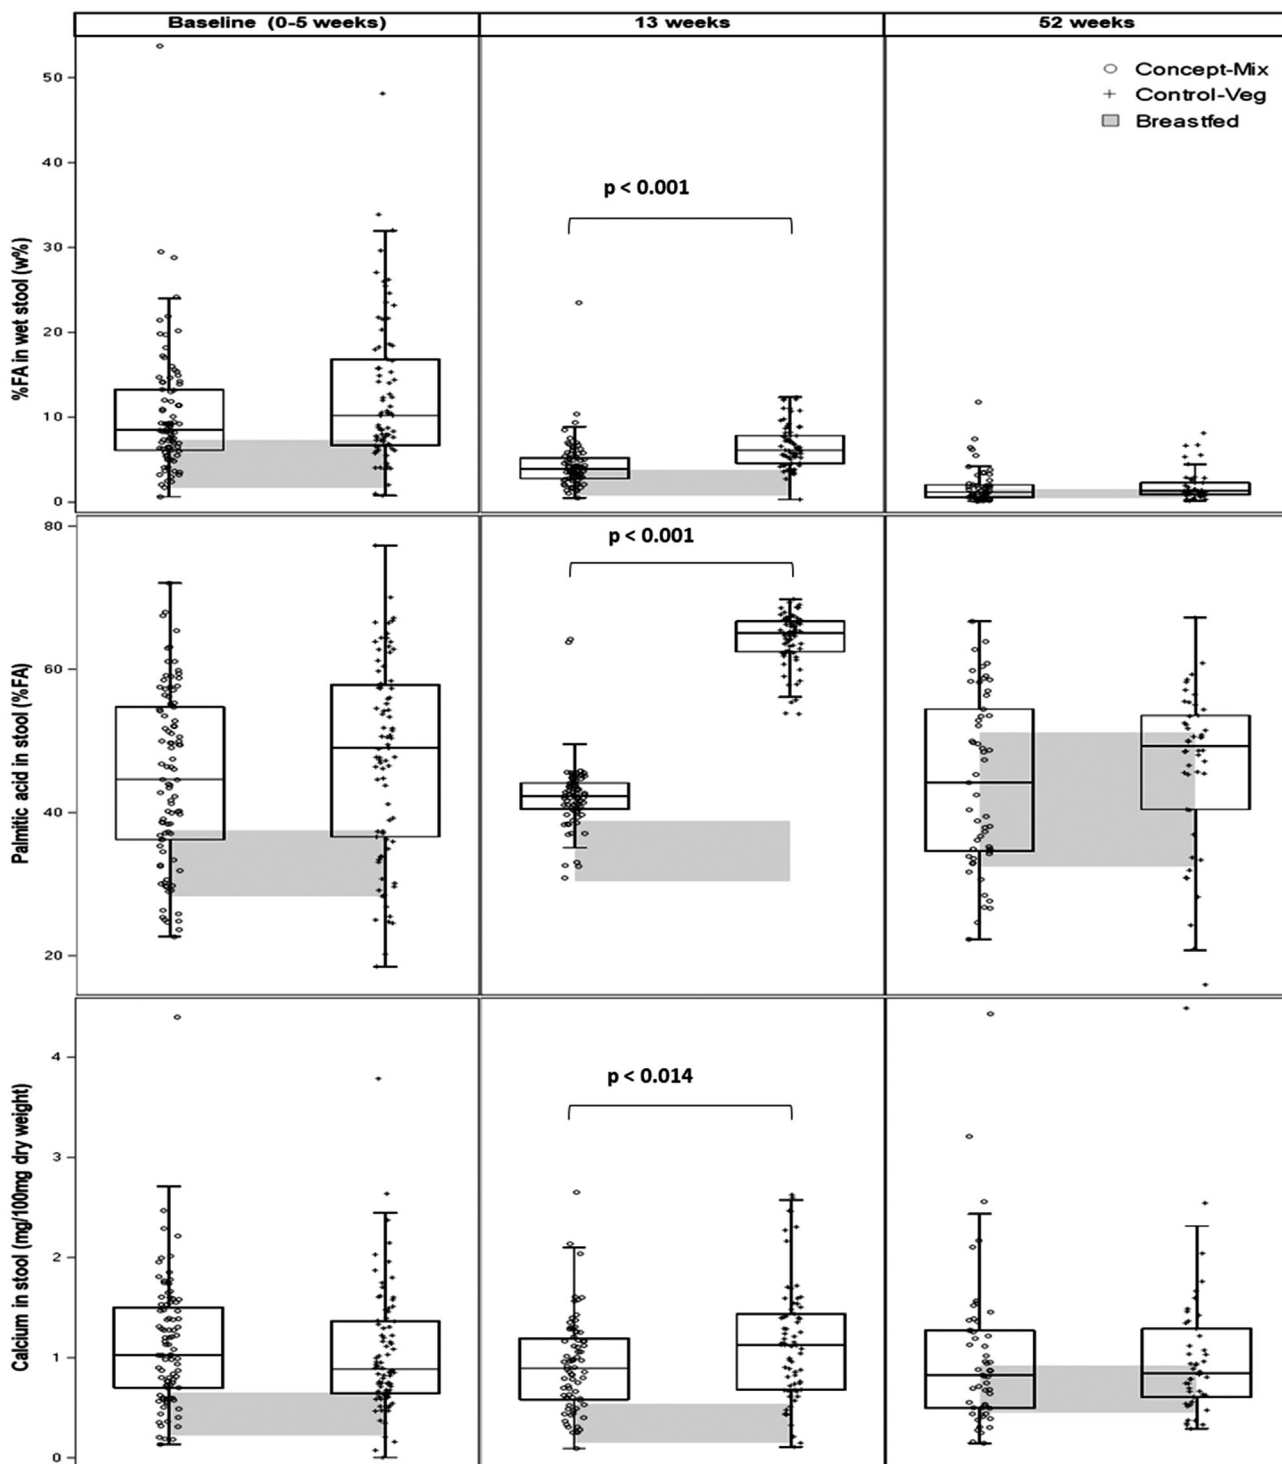 Baseline (0-5 weeks) 13 weeks 52 weeks
Concept-Mix
Control-Veg
Breastfed
%FA in wet stool (w%)
50
40
30
20
10
0
p < 0.001
Palmitic acid in stool (%FA)
80
60
40
20
p < 0.001
Calcium in stool (mg/100mg dry weight)
4
3
2
1
0
p < 0.014